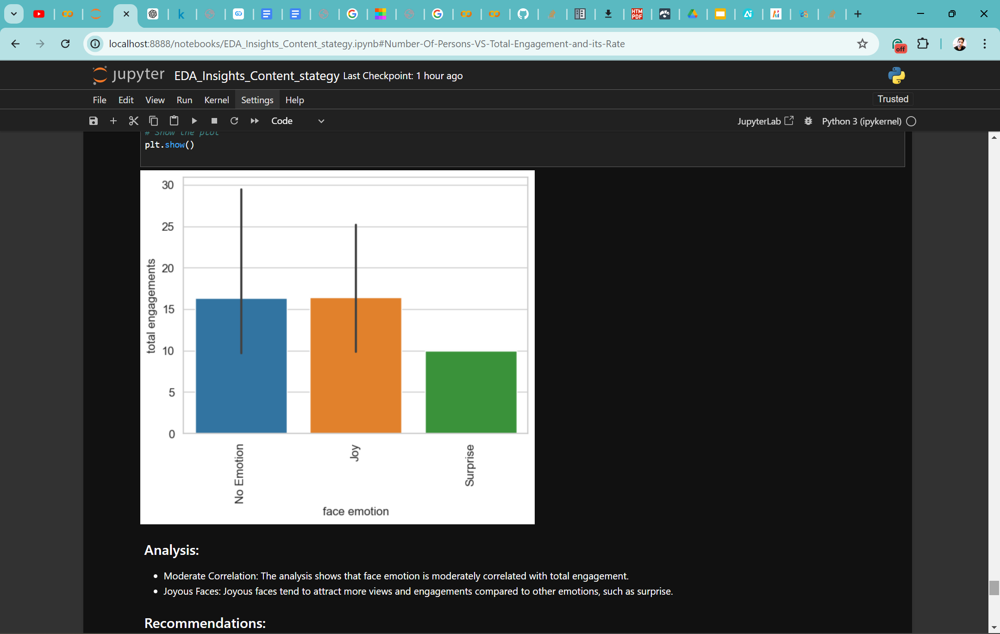 localhost:8888/notebooks/EDA_Insights_Content_stategy.ipynb#Number-Of-Persons-VS-Total-Engagement-and-its-Rate
off
jupyter EDA_Insights_Content_stategy Last Checkpoint: 1 hour ago
File Edit View Run Kernel Settings Help Trusted
Code JupyterLab Python 3 (ipykernel)
# Show the plot
plt.show()
30
25
20
15
10
5
0
total engagements
No Emotion
Joy
Surprise
face emotion
Analysis:
• Moderate Correlation: The analysis shows that face emotion is moderately correlated with total engagement.
• Joyous Faces: Joyous faces tend to attract more views and engagements compared to other emotions, such as surprise.
Recommendations: